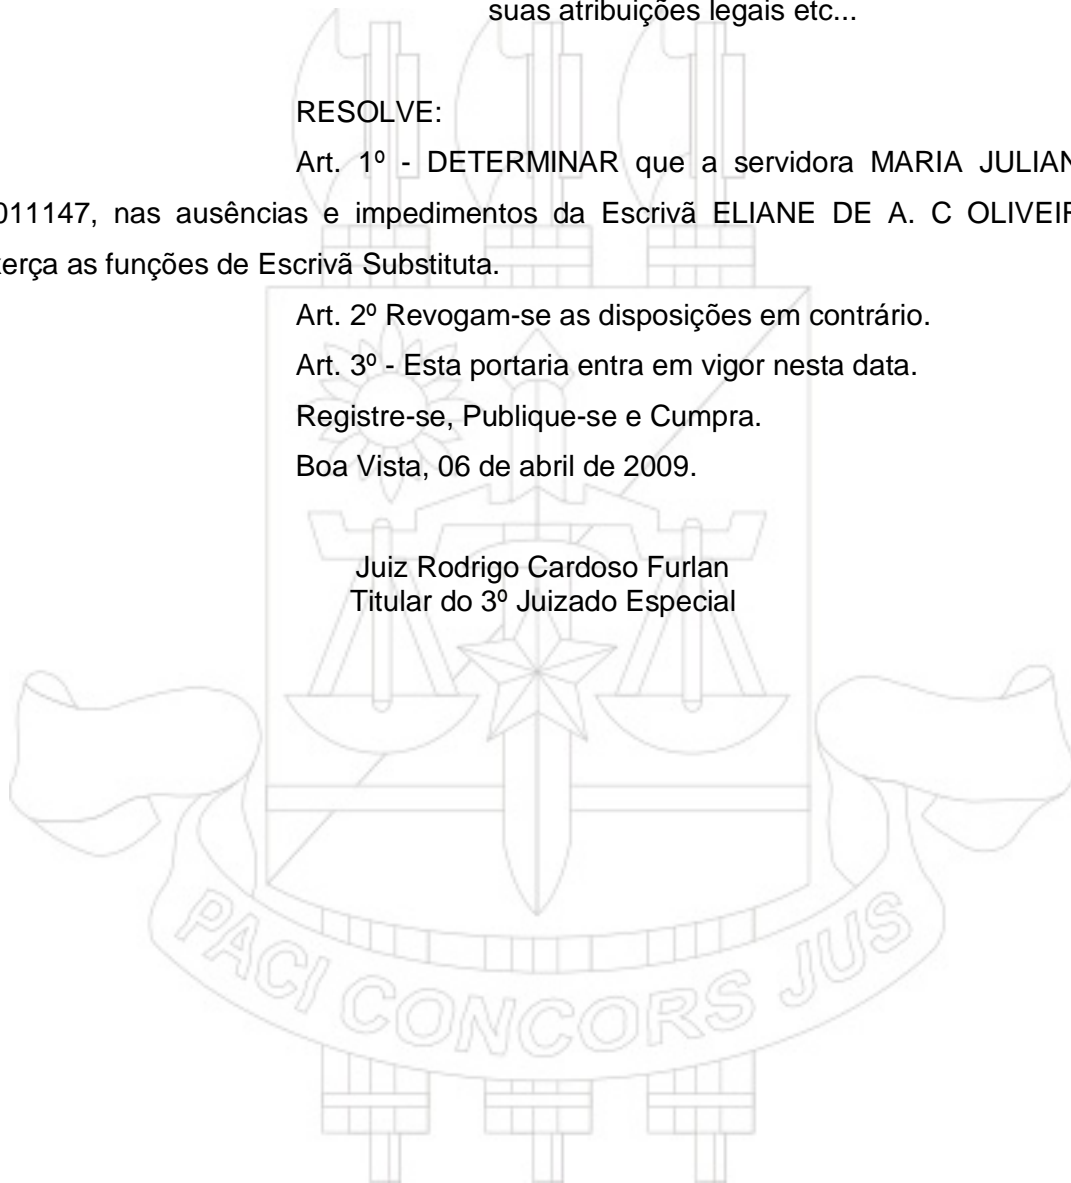 suas atribuições legais etc...
RESOLVE:
Art. 1º - DETERMINAR que a servidora MARIA JULIAN
011147, nas ausências e impedimentos da Escrivã ELIANE DE A. C OLIVEIR
erça as funções de Escrivã Substituta.
Art. 2º Revogam-se as disposições em contrário.
Art. 3º - Esta portaria entra em vigor nesta data.
Registre-se, Publique-se e Cumpra.
Boa Vista, 06 de abril de 2009.
Juiz Rodrigo Cardoso Furlan
Titular do 3º Juizado Especial
PACI CONCORS JUS